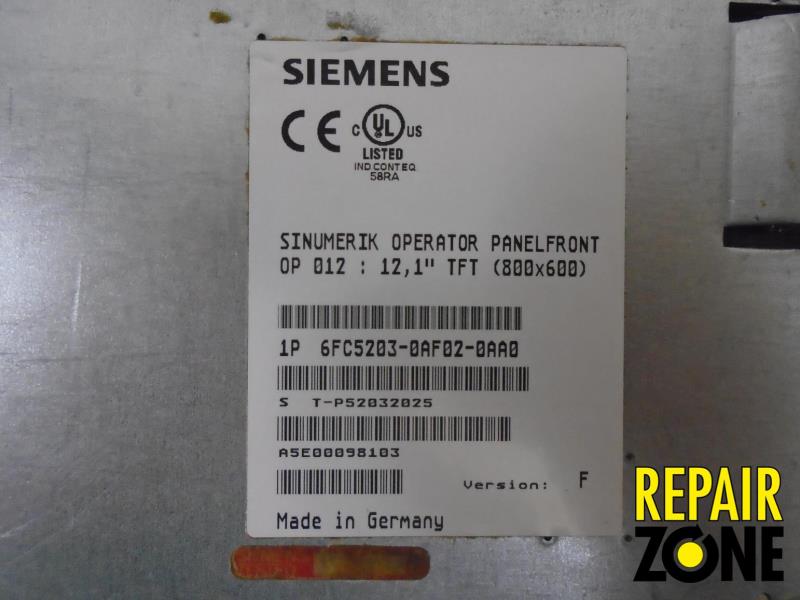 SIEMENS
CE
C UL US
LISTED
IND CONT EQ
58RA
SINUMERIK OPERATOR PANELFRONT
OP 012 : 12,1" TFT (800x600)
1P 6FC5203-0AF02-0AA0
S T-P52032025
A5E00098103
Version: F
Made in Germany
REPAIR
ZONE